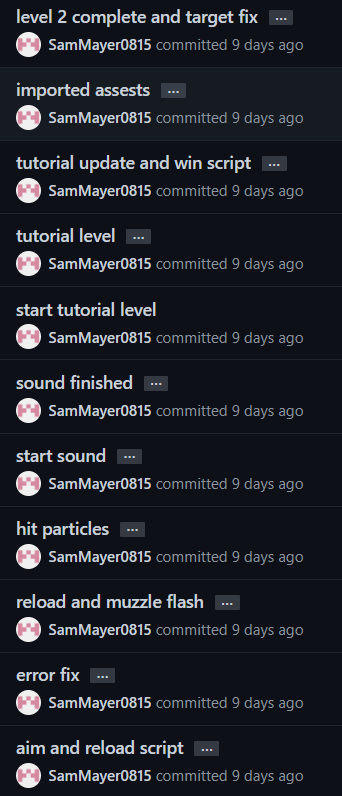 level 2 complete and target fix ...
SamMayer0815 committed 9 days ago
imported assests ...
SamMayer0815 committed 9 days ago
tutorial update and win script ...
SamMayer0815 committed 9 days ago
tutorial level ...
SamMayer0815 committed 9 days ago
start tutorial level
SamMayer0815 committed 9 days ago
sound finished ...
SamMayer0815 committed 9 days ago
start sound ...
SamMayer0815 committed 9 days ago
hit particles ...
SamMayer0815 committed 9 days ago
reload and muzzle flash ...
SamMayer0815 committed 9 days ago
error fix ...
SamMayer0815 committed 9 days ago
aim and reload script ...
SamMayer0815 committed 9 days ago